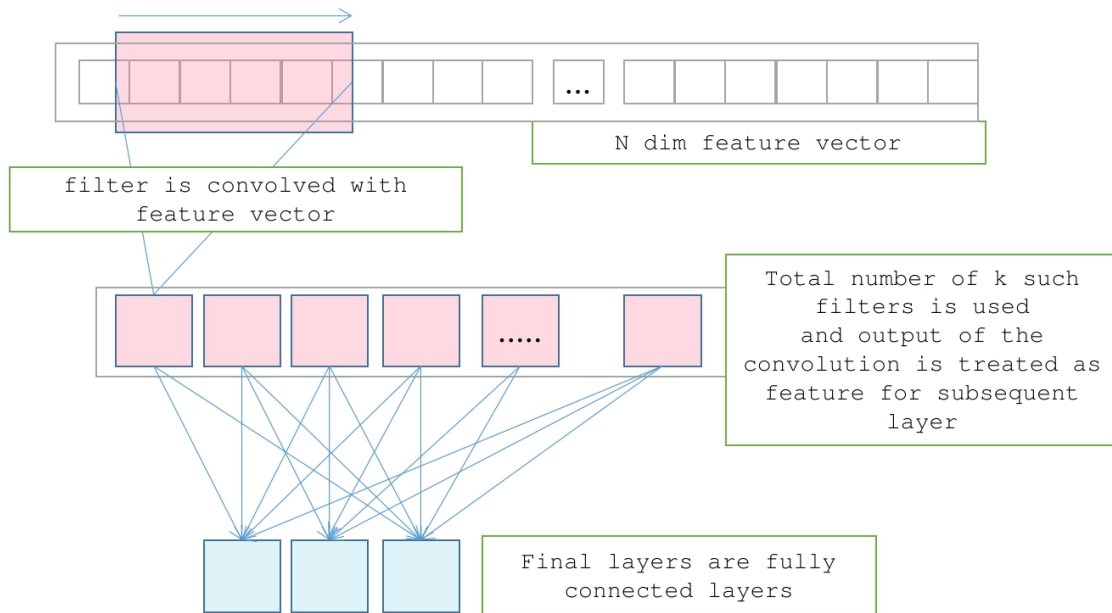 ...
N dim feature vector
filter is convolved with
feature vector
Total number of k such
filters is used
and output of the
convolution is treated as
feature for subsequent
layer
.....
Final layers are fully
connected layers